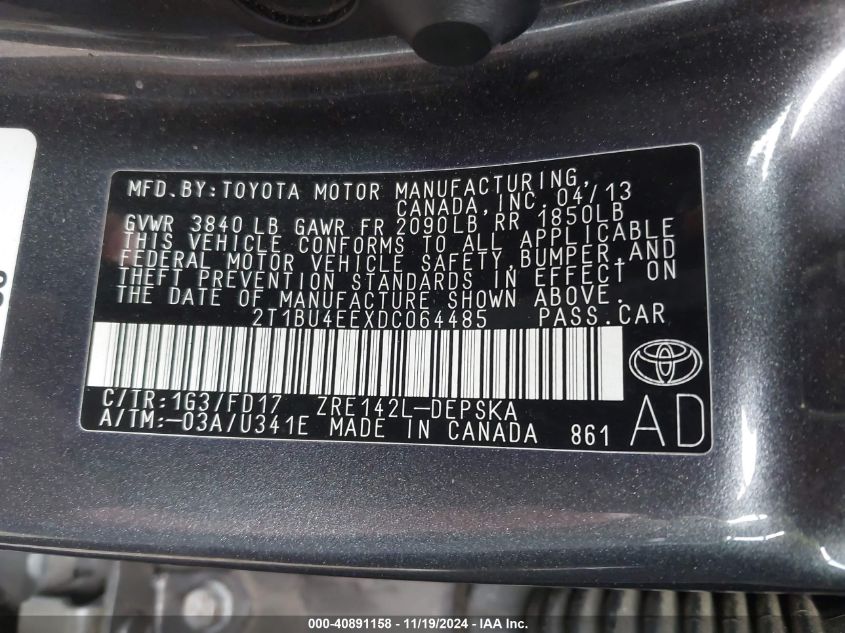 MFD. BY: TOYOTA MOTOR MANUFACTURING,
CANADA, INC. 04/13
GVWR 3840 LB GAWR FR 2090LB RR 1850LB
THIS VEHICLE CONFORMS TO ALL APPLICABLE
FEDERAL MOTOR VEHICLE SAFETY, BUMPER, AND
THEFT PREVENTION STANDARDS IN EFFECT ON
THE DATE OF MANUFACTURE SHOWN ABOVE.
2T1BU4EEXDC064485 PASS. CAR
C/TR: 1G3/FD17 ZRE142L-DEPSKA
A/TM: -03A/U341E MADE IN CANADA 861
AD
000-40891158 - 11/19/2024 - © IAA Inc.